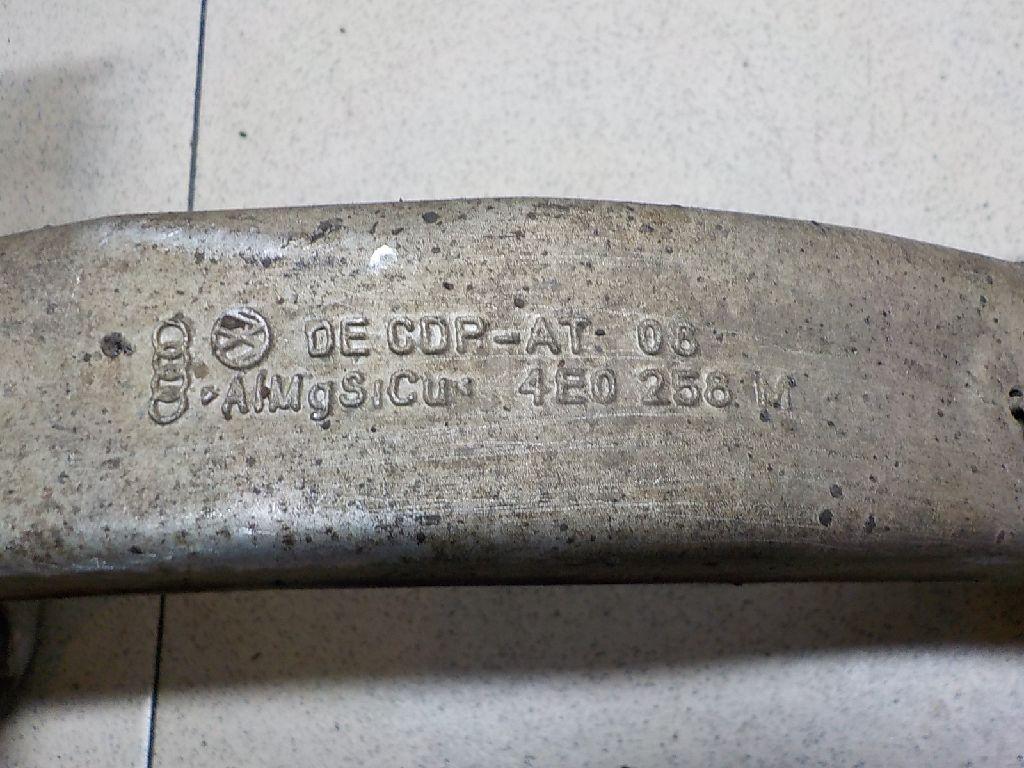 DE CDP-AT 08
>AlMgSiCu< 4E0 258 M